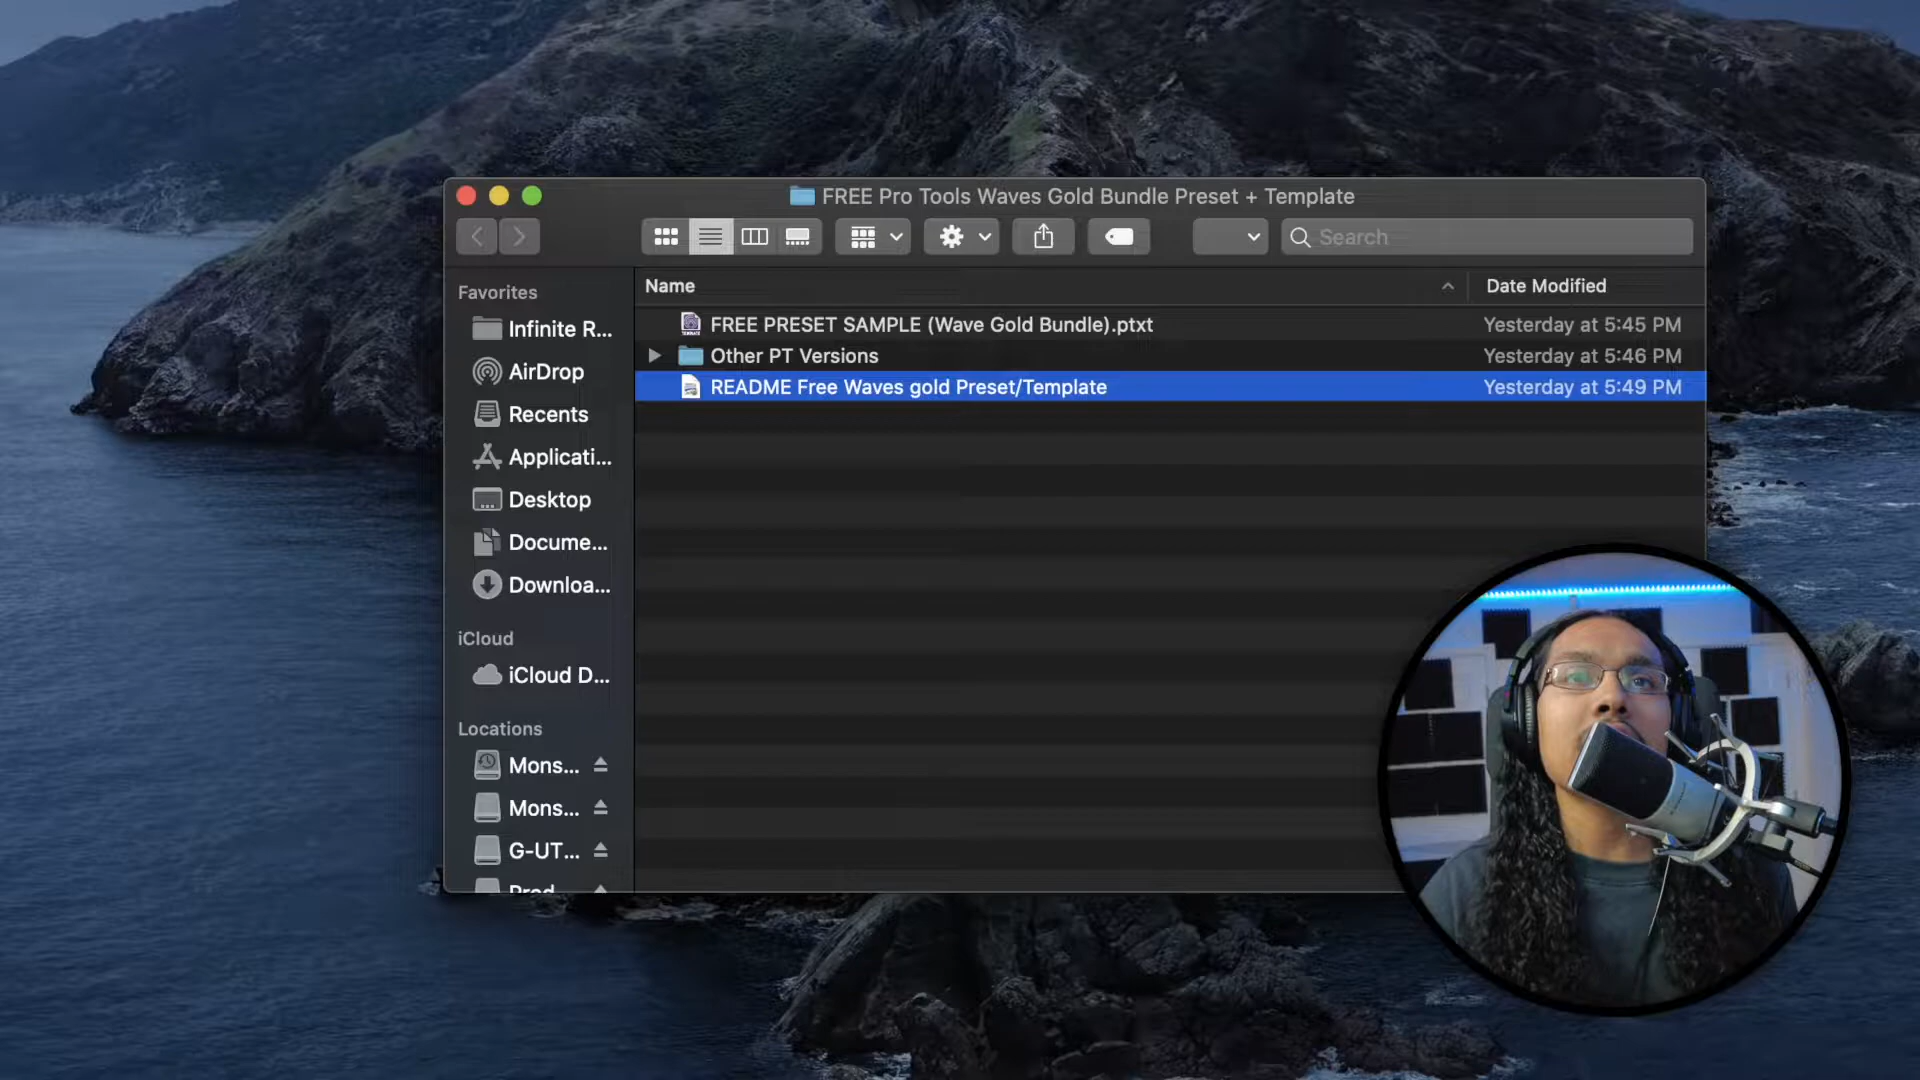 FREE Pro Tools Waves Gold Bundle Preset + Template
Search
Favorites
Infinite R...
AirDrop
Recents
Applicati...
Desktop
Docume...
Downloa...
iCloud
iCloud D...
Locations
Mons...
Mons...
G-UT...
Prod
Name
Date Modified
FREE PRESET SAMPLE (Wave Gold Bundle).ptxt
Yesterday at 5:45 PM
Other PT Versions
Yesterday at 5:46 PM
README Free Waves gold Preset/Template
Yesterday at 5:49 PM